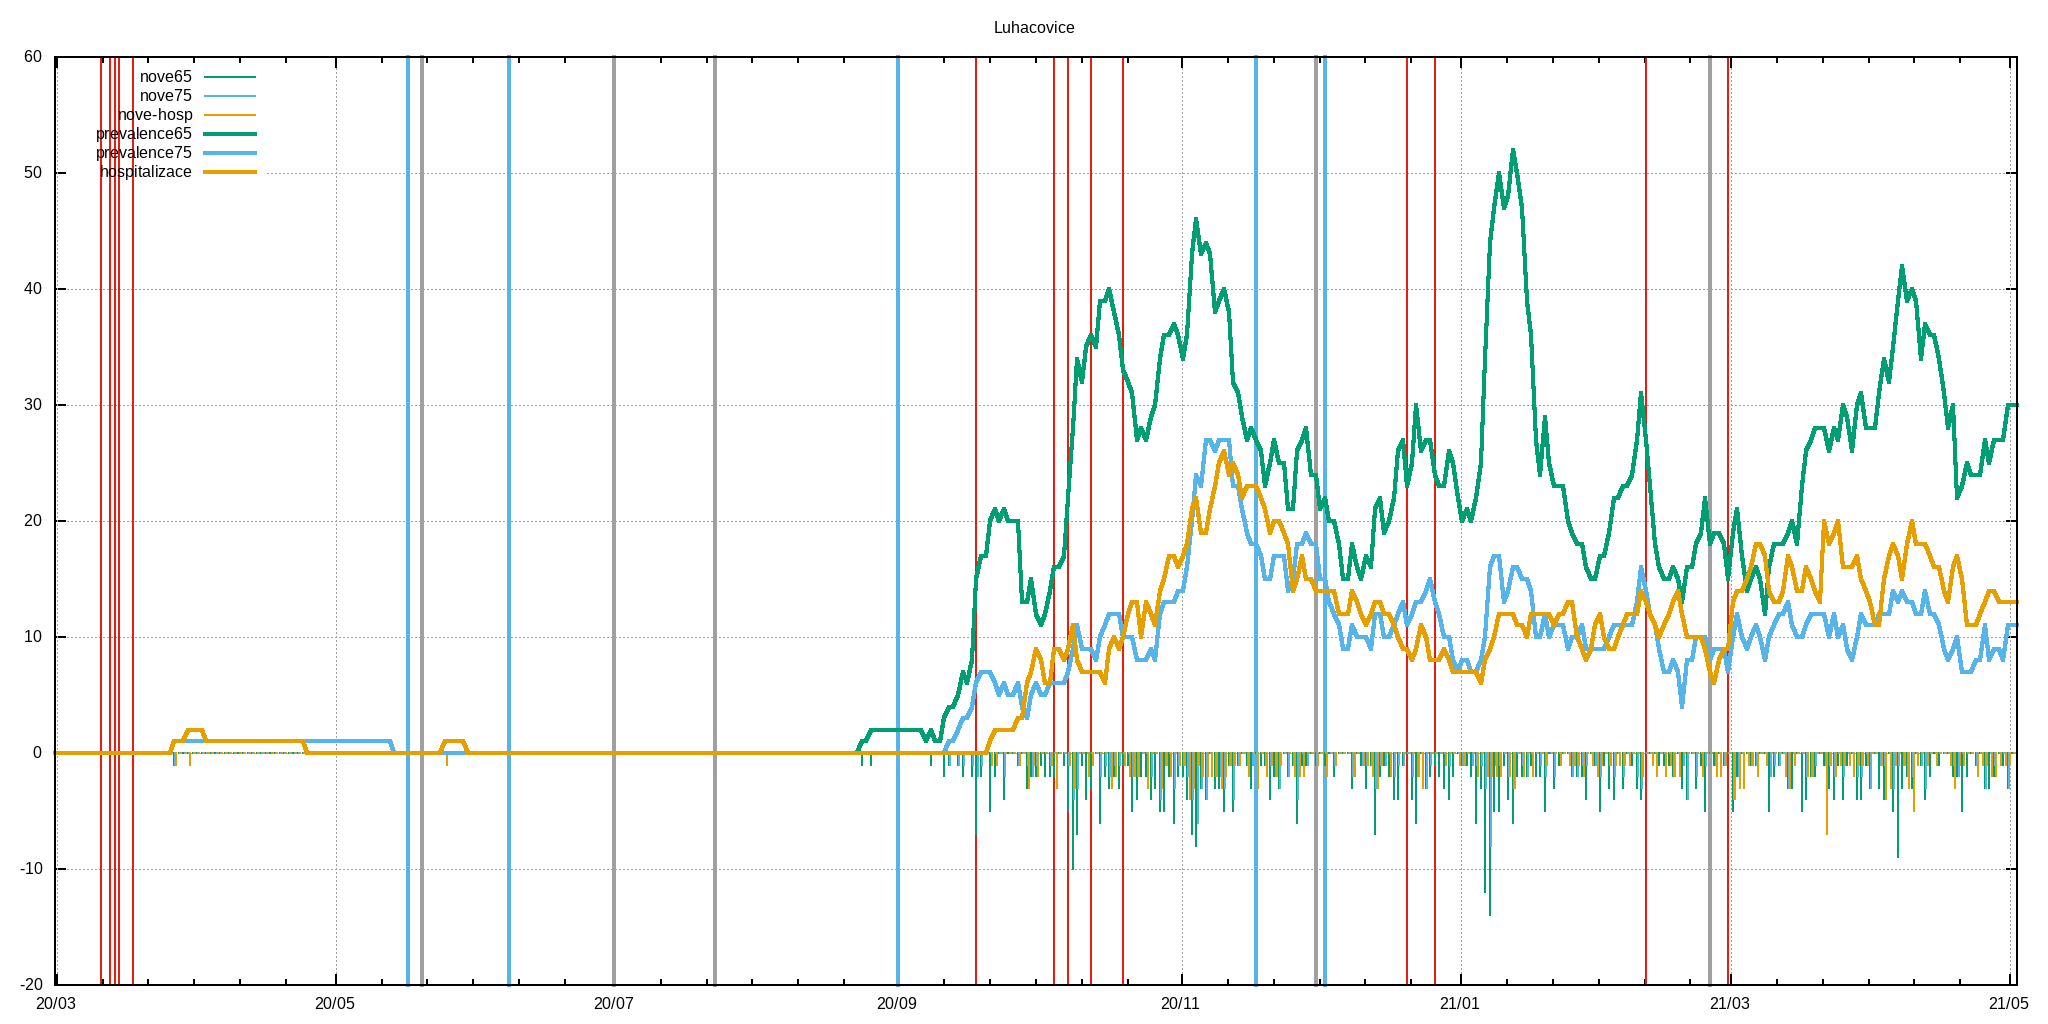 Luhacovice
60
50
40
30
20
10
0
-10
-20
nove65
nove75
nove-hosp
prevalence65
prevalence75
hospitalizace
20/03 20/05 20/07 20/09 20/11 21/01 21/03 21/05